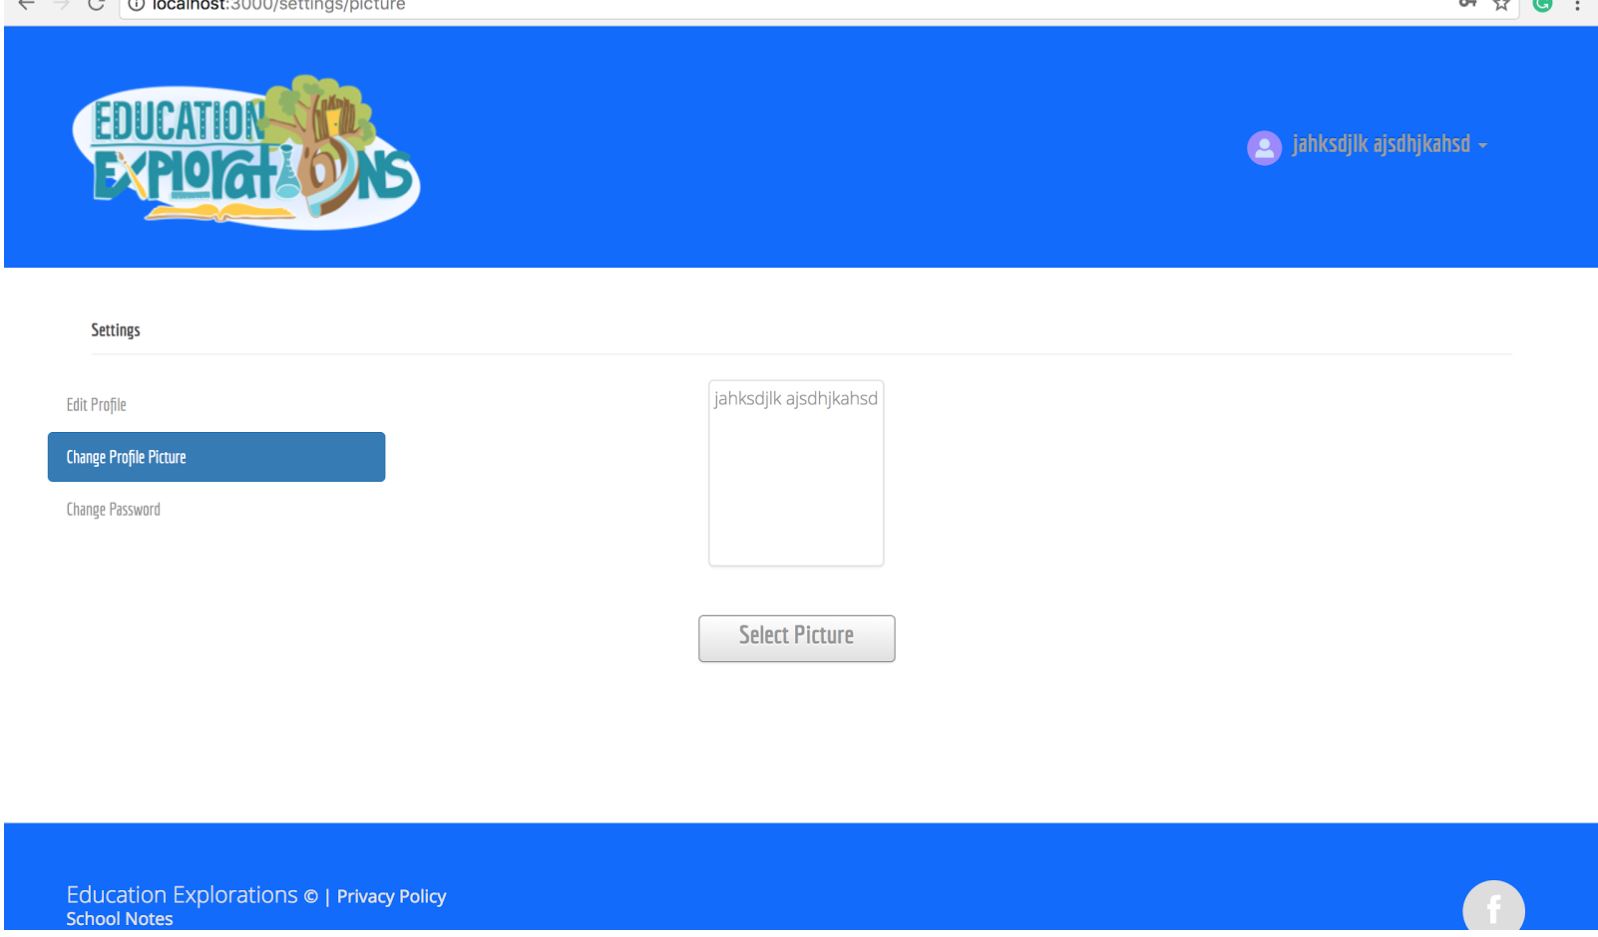 localhost:3000/settings/picture
EDUCATION
EXPLORATIONS
jahksdjlk ajsdhjkahsd
Settings
Edit Profile
jahksdjlk ajsdhjkahsd
Change Profile Picture
Change Password
Select Picture
Education Explorations © | Privacy Policy
School Notes